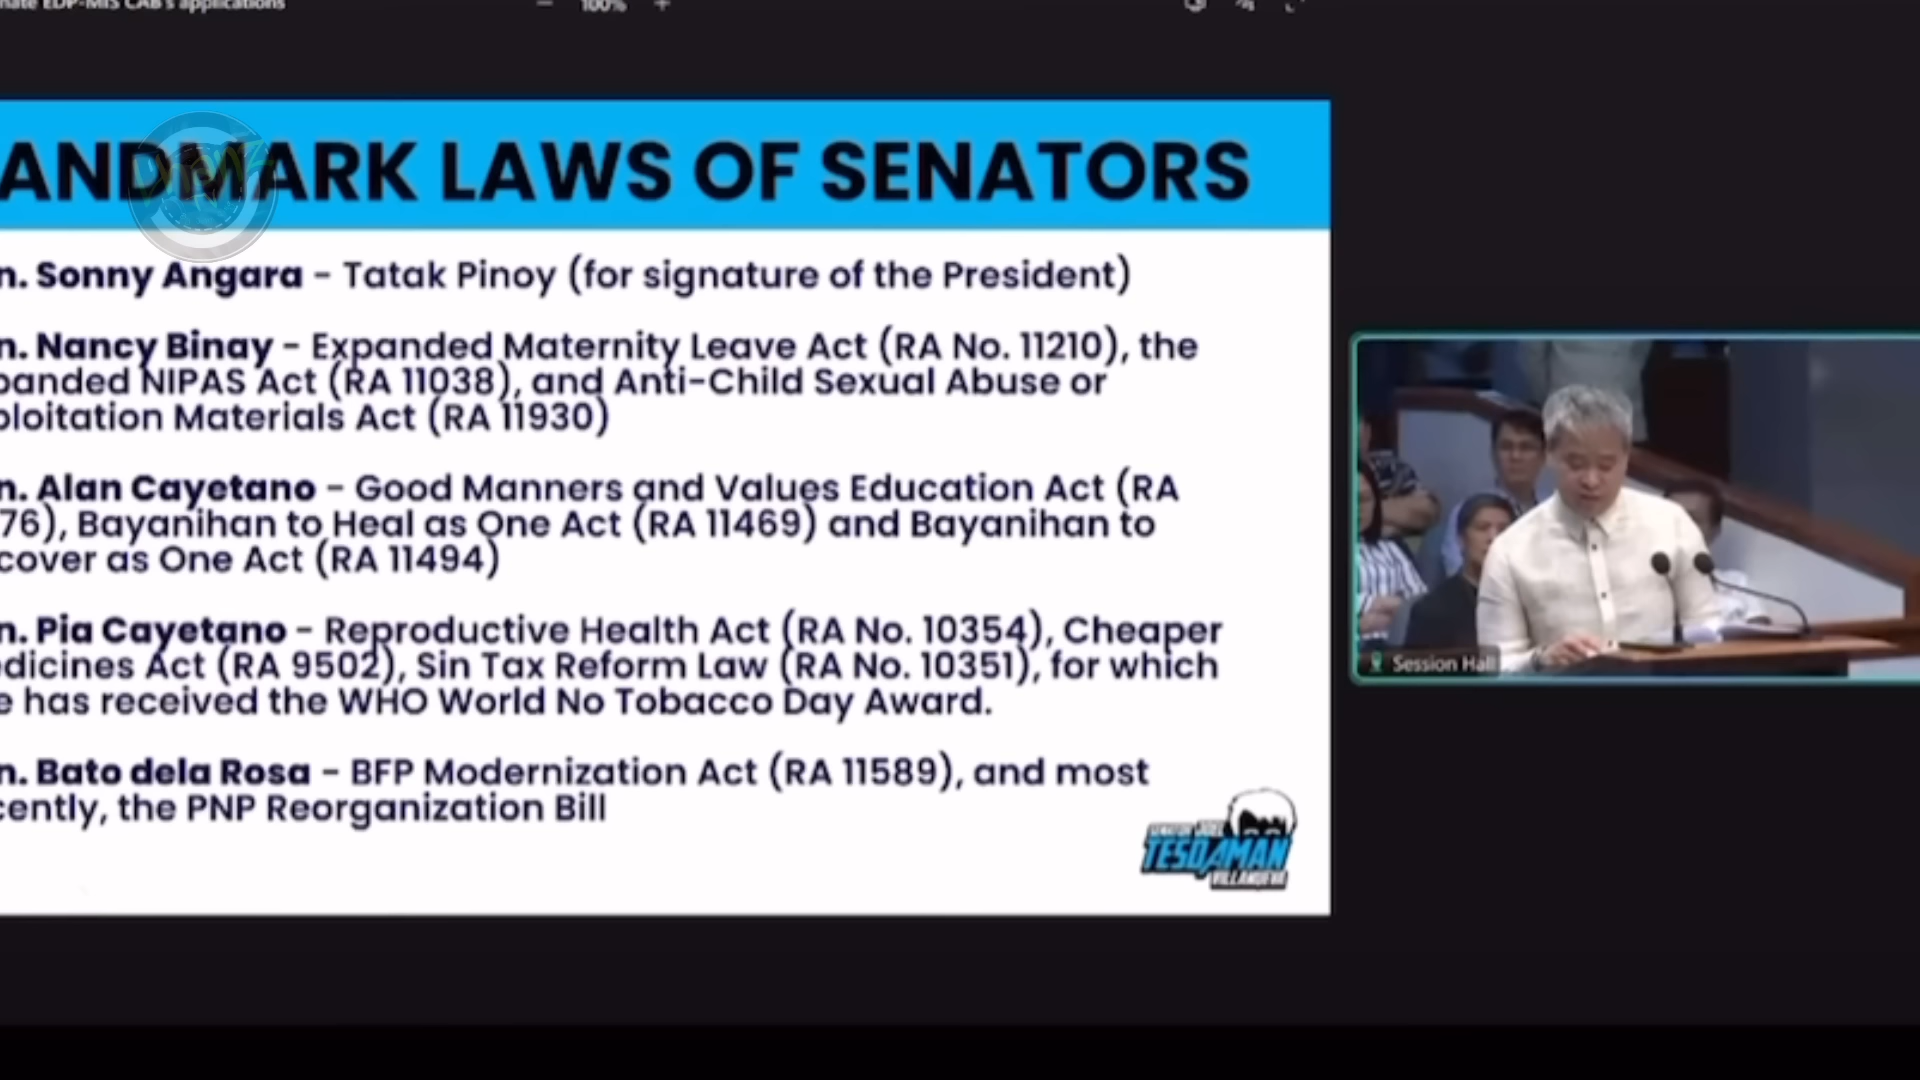 EDP-MIS CAB's applications
100%
ANDMARK LAWS OF SENATORS
n. Sonny Angara - Tatak Pinoy (for signature of the President)
n. Nancy Binay - Expanded Maternity Leave Act (RA No. 11210), the
panded NIPAS Act (RA 11038), and Anti-Child Sexual Abuse or
ploitation Materials Act (RA 11930)
n. Alan Cayetano - Good Manners and Values Education Act (RA
76), Bayanihan to Heal as One Act (RA 11469) and Bayanihan to
cover as One Act (RA 11494)
n. Pia Cayetano - Reproductive Health Act (RA No. 10354), Cheaper
dicines Act (RA 9502), Sin Tax Reform Law (RA No. 10351), for which
e has received the WHO World No Tobacco Day Award.
n. Bato dela Rosa - BFP Modernization Act (RA 11589), and most
cently, the PNP Reorganization Bill
SENATOR JOEL
TESDAMAN
VILLANUEVA
Session Hall